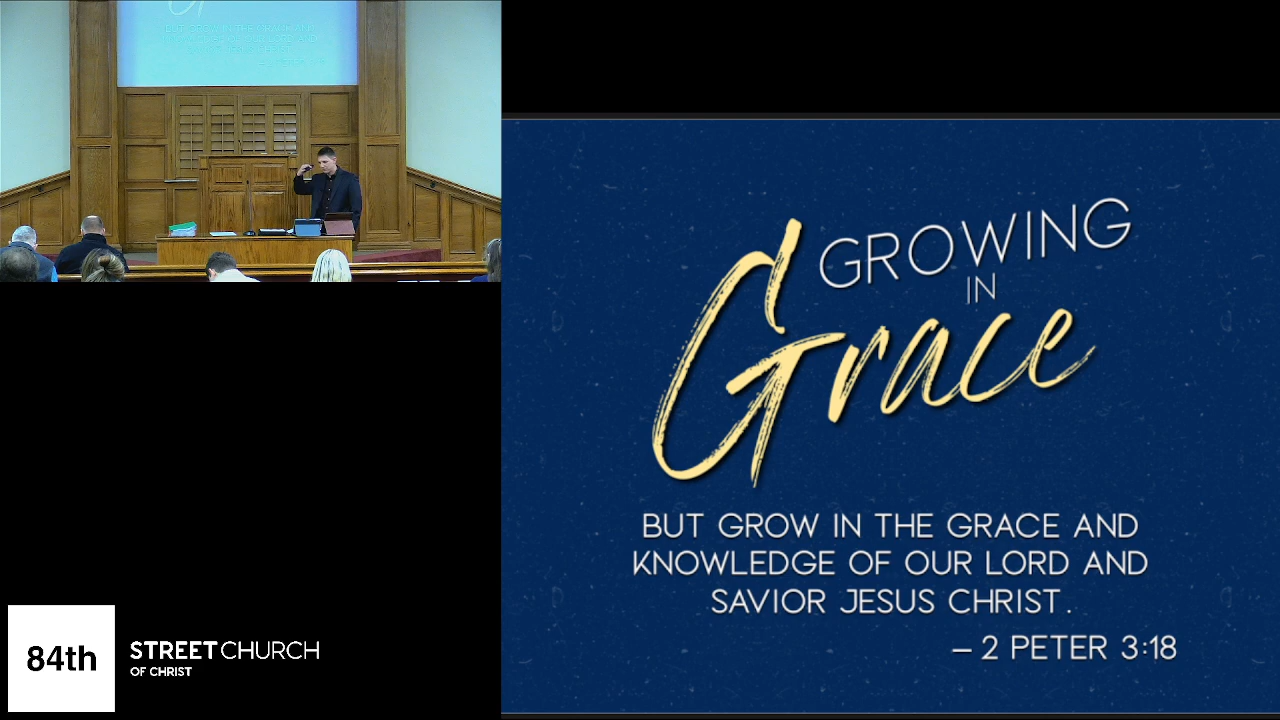 GROWING
IN
Grace
BUT GROW IN THE GRACE AND
KNOWLEDGE OF OUR LORD AND
SAVIOR JESUS CHRIST.
– 2 PETER 3:18
84th
STREET CHURCH
OF CHRIST